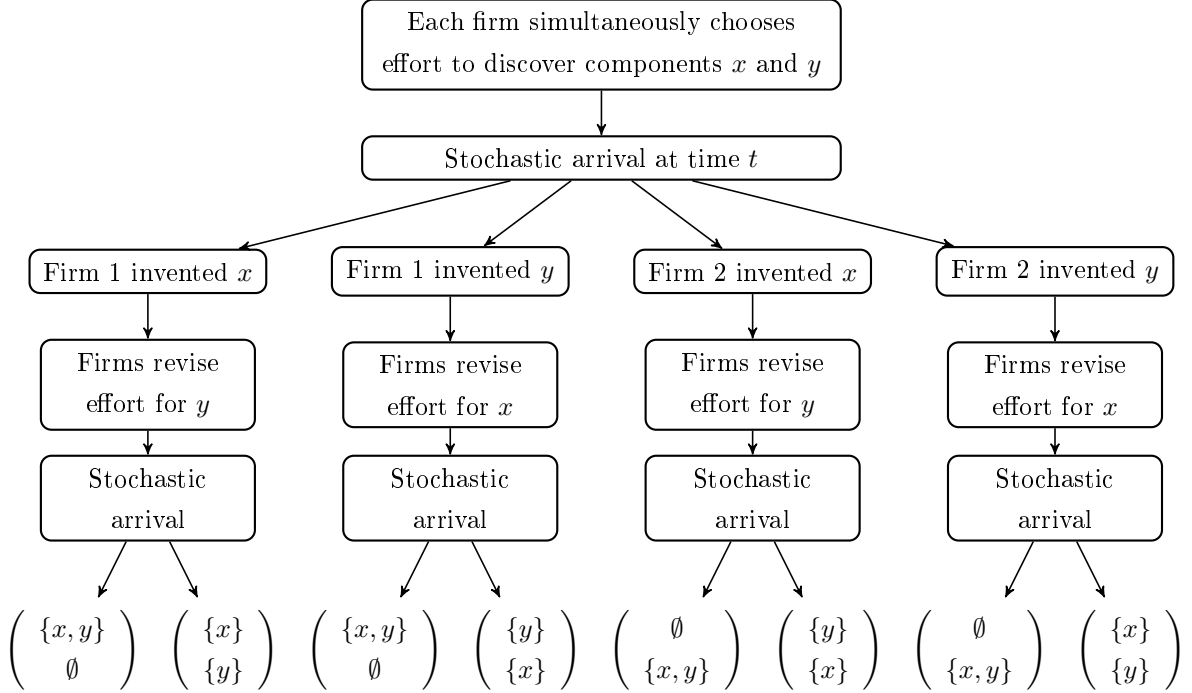 Each firm simultaneously chooses
effort to discover components x and y
Stochastic arrival at time t
Firm 1 invented x
Firm 1 invented y
Firm 2 invented x
Firm 2 invented y
Firms revise
effort for y
Firms revise
effort for x
Firms revise
effort for y
Firms revise
effort for x
Stochastic
arrival
Stochastic
arrival
Stochastic
arrival
Stochastic
arrival
( {x, y} )
( ∅ )
( {x} )
( {y} )
( {x, y} )
( ∅ )
( {y} )
( {x} )
( ∅ )
( {x, y} )
( {y} )
( {x} )
( ∅ )
( {x, y} )
( {x} )
( {y} )